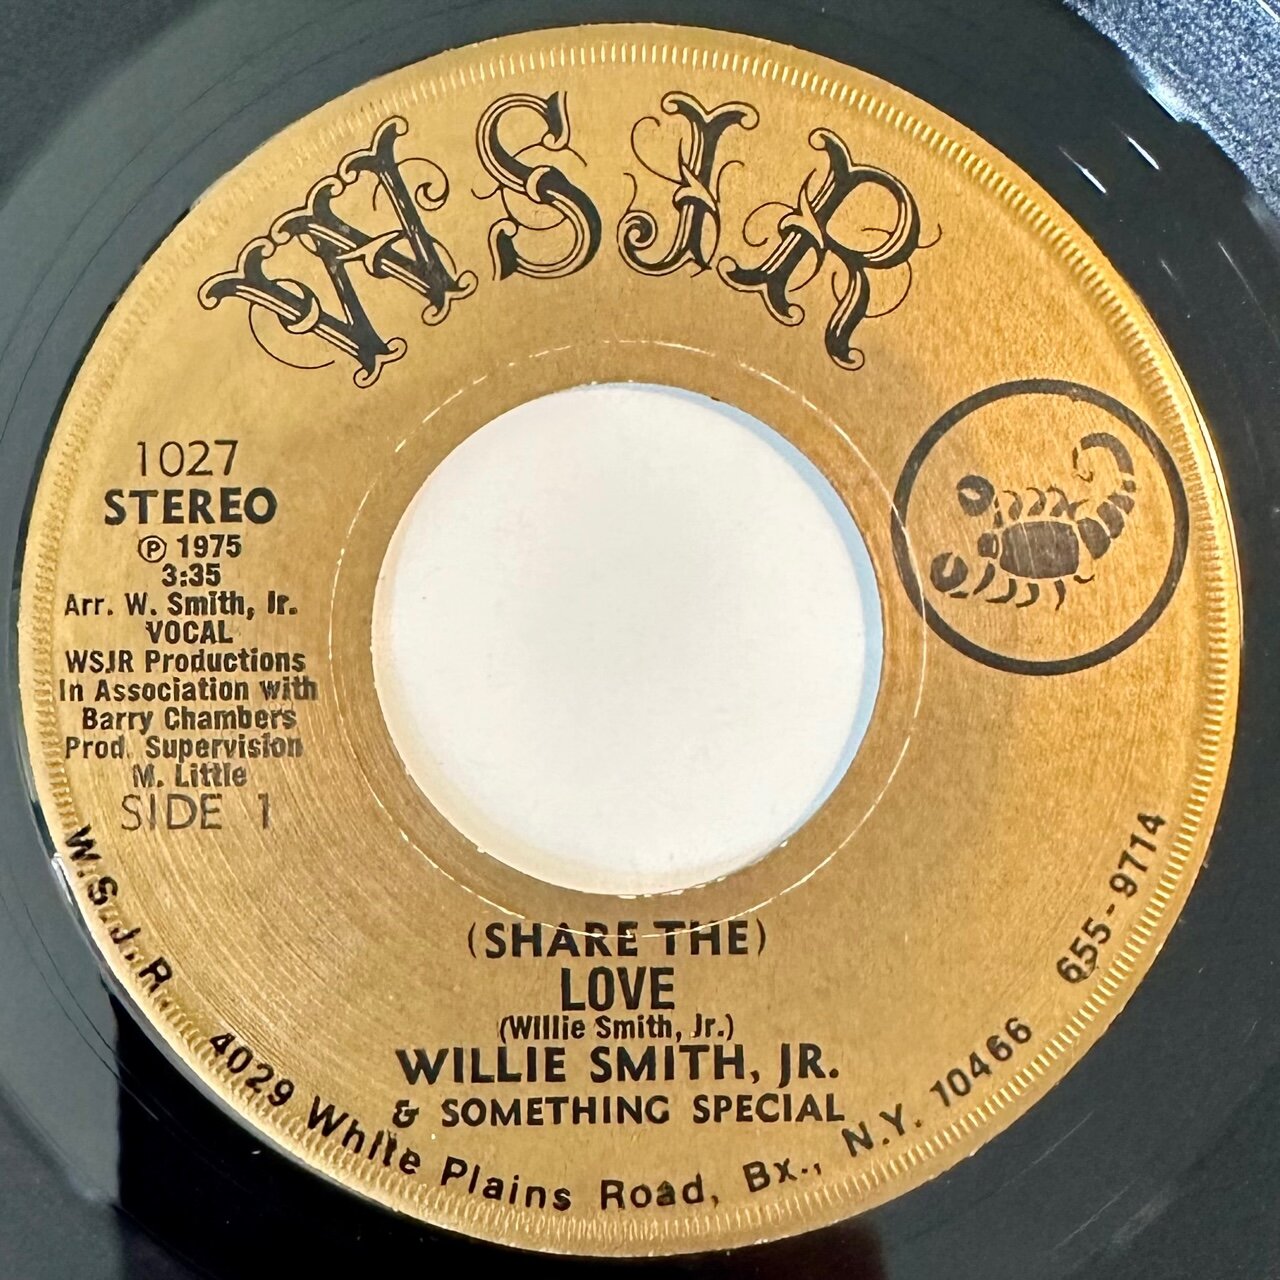 WSJR
1027
STEREO
℗ 1975
3:35
Arr. W. Smith, Jr.
VOCAL
WSJR Productions
In Association with
Barry Chambers
Prod. Supervision
M. Little
SIDE 1
(SHARE THE)
LOVE
(Willie Smith, Jr.)
WILLIE SMITH, JR.
& SOMETHING SPECIAL
W.S.J.R. 4029 White Plains Road, Bx., N.Y. 10466 655-9714